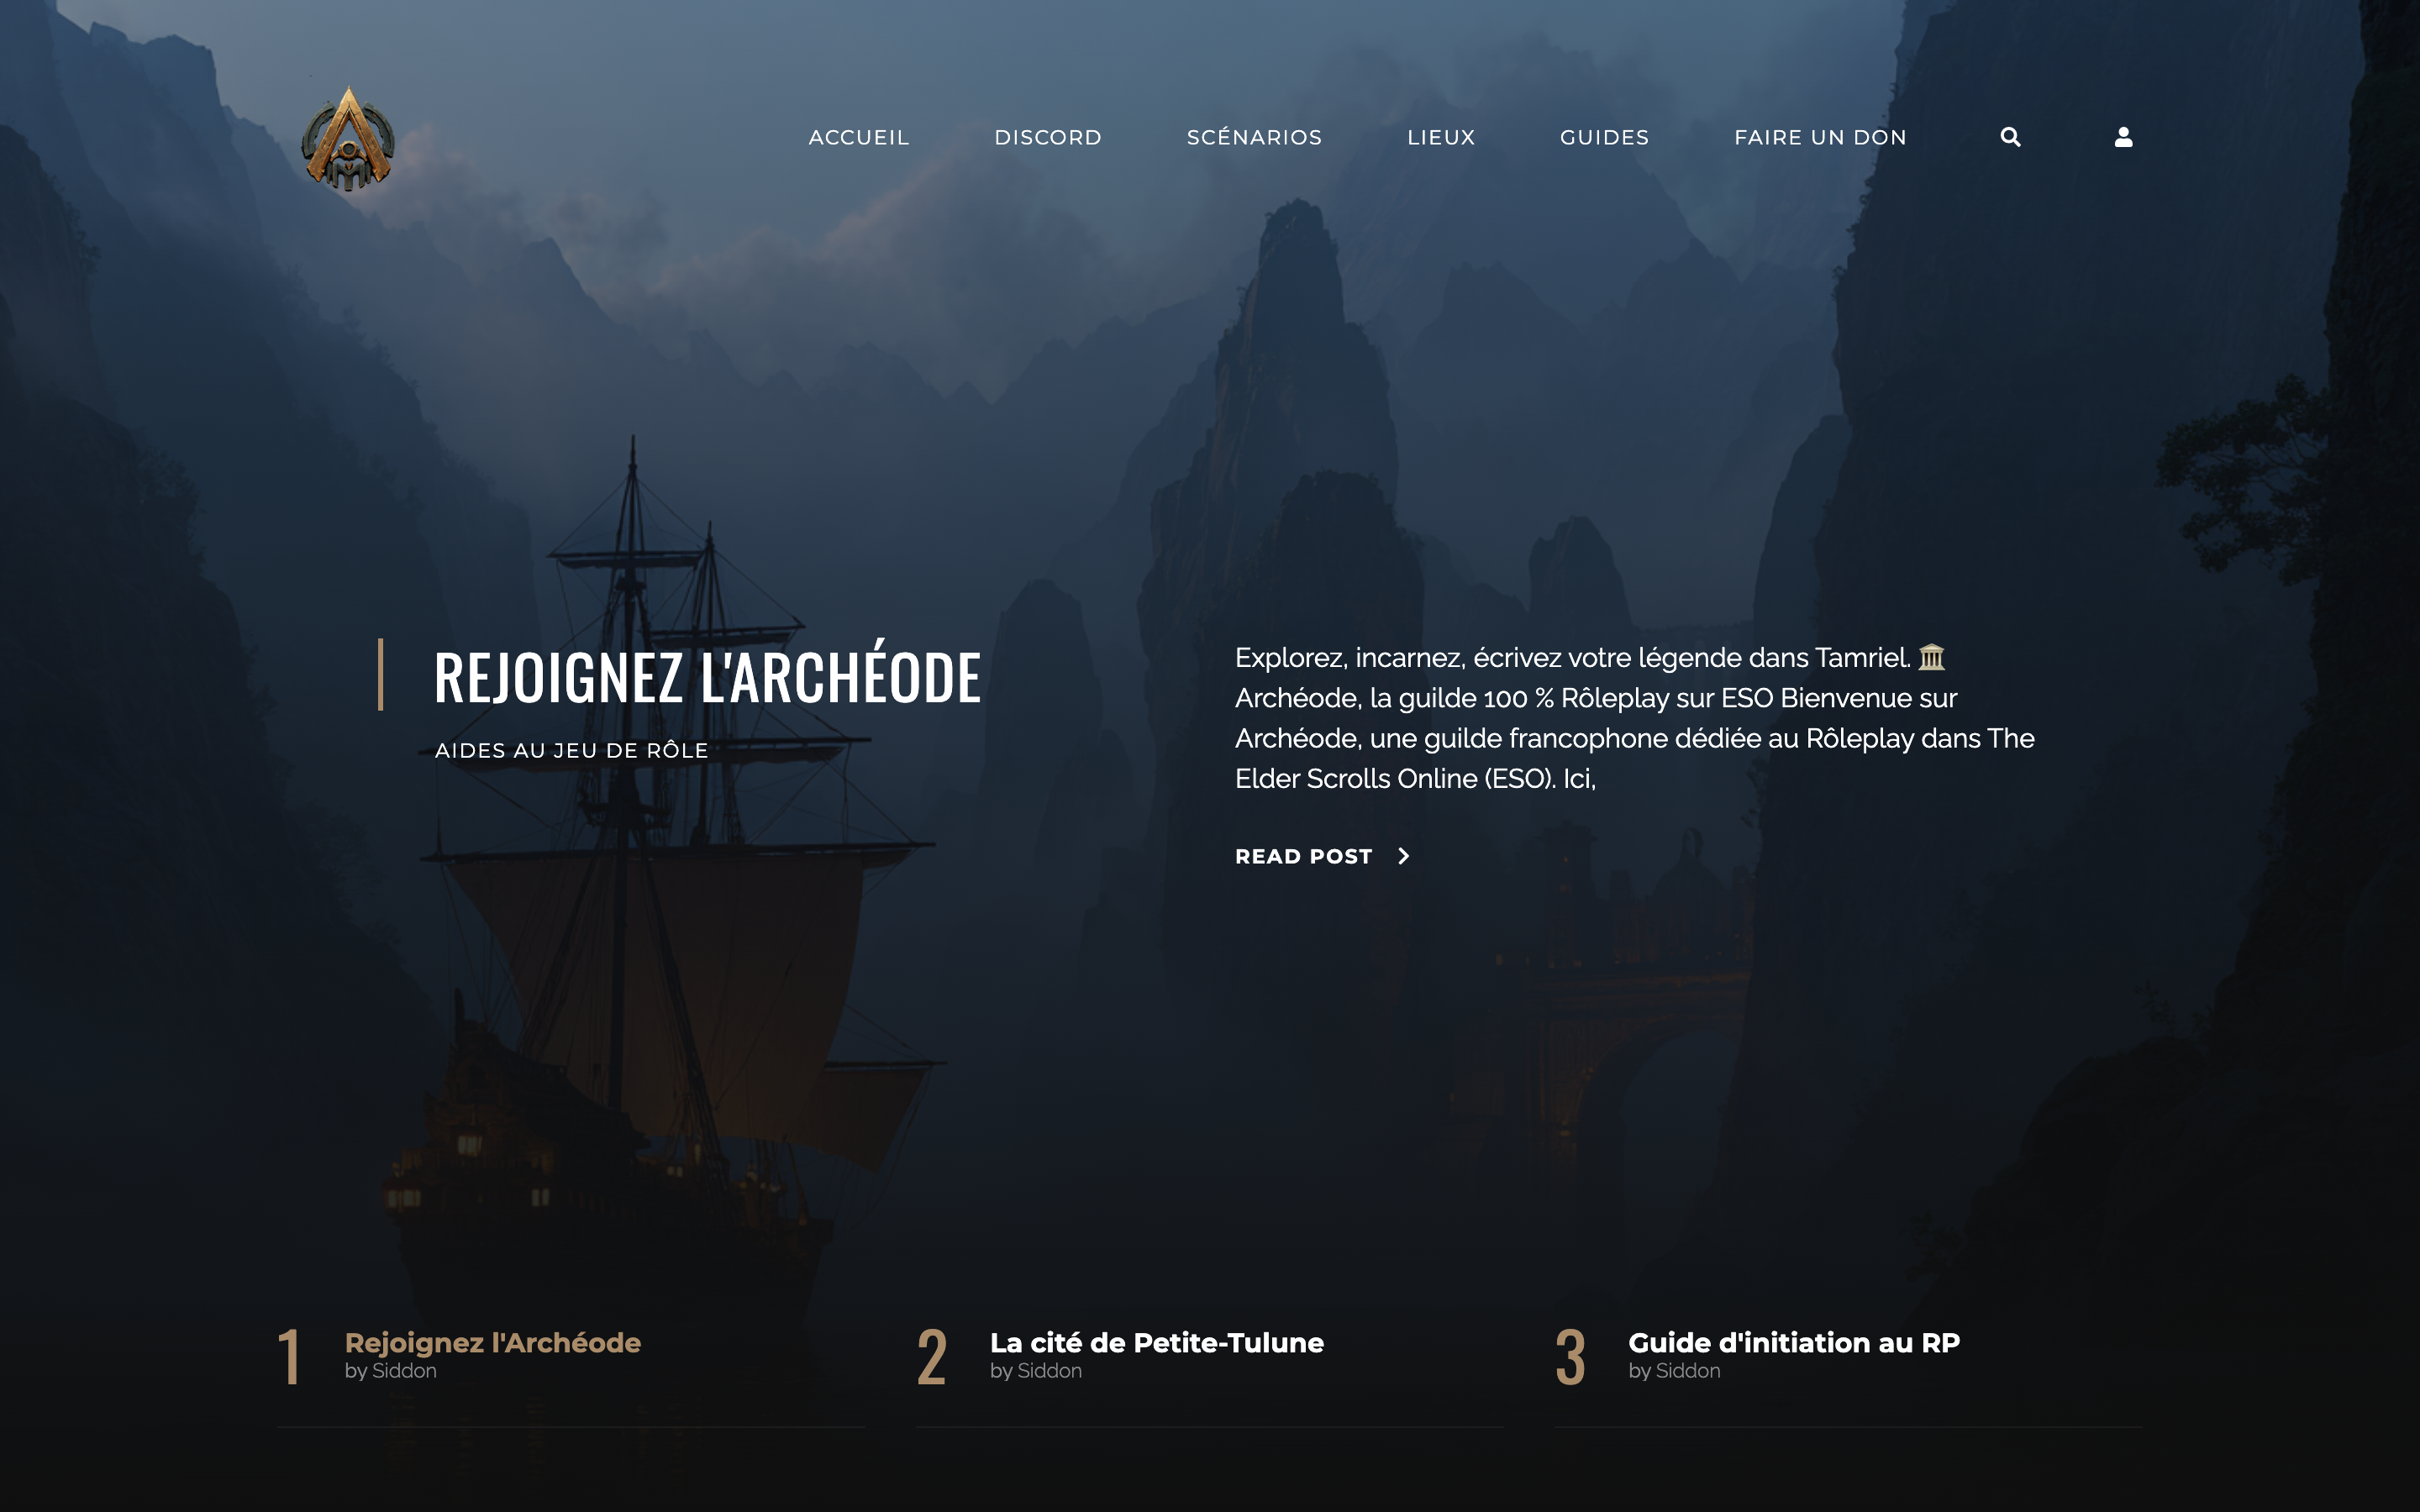 ACCUEIL DISCORD SCÉNARIOS LIEUX GUIDES FAIRE UN DON
REJOIGNEZ L'ARCHÉODE
AIDES AU JEU DE RÔLE
Explorez, incarnez, écrivez votre légende dans Tamriel. 🏛️
Archéode, la guilde 100 % Rôleplay sur ESO Bienvenue sur
Archéode, une guilde francophone dédiée au Rôleplay dans The
Elder Scrolls Online (ESO). Ici,
READ POST
1
Rejoignez l'Archéode
by Siddon
2
La cité de Petite-Tulune
by Siddon
3
Guide d'initiation au RP
by Siddon